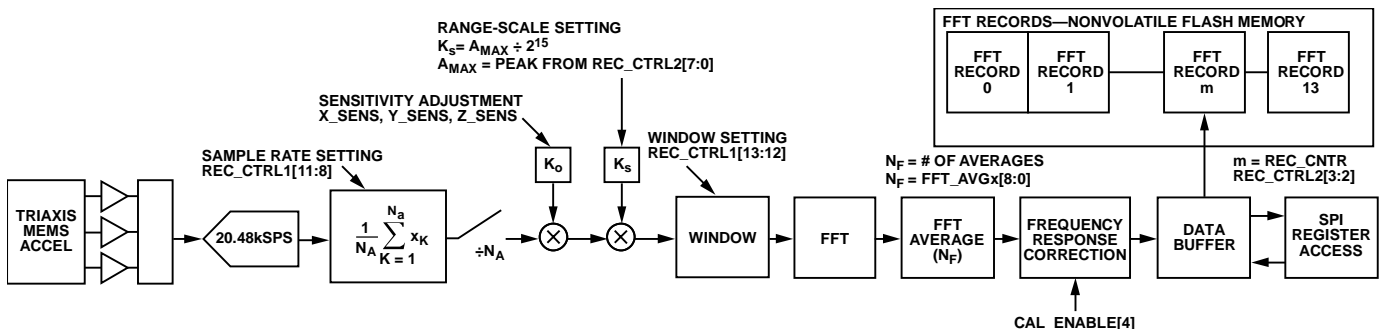 RANGE-SCALE SETTING
Ks= AMAX ÷ 2¹⁵
AMAX = PEAK FROM REC_CTRL2[7:0]
SENSITIVITY ADJUSTMENT
X_SENS, Y_SENS, Z_SENS
SAMPLE RATE SETTING
REC_CTRL1[11:8]
WINDOW SETTING
REC_CTRL1[13:12]
FFT RECORDS—NONVOLATILE FLASH MEMORY
FFT
RECORD
0
FFT
RECORD
1
FFT
RECORD
m
FFT
RECORD
13
NF = # OF AVERAGES
NF = FFT_AVGx[8:0]
m = REC_CNTR
REC_CTRL2[3:2]
TRIAXIS
MEMS
ACCEL
20.48kSPS
1
NA
Na
∑ xK
K = 1
÷NA
Ko
×
Ks
×
WINDOW
FFT
FFT
AVERAGE
(NF)
FREQUENCY
RESPONSE
CORRECTION
DATA
BUFFER
SPI
REGISTER
ACCESS
CAL_ENABLE[4]